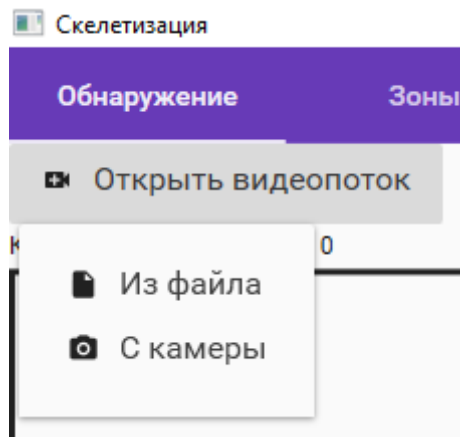 Скелетизация
Обнаружение Зоны
Открыть видеопоток
0
Из файла
С камеры